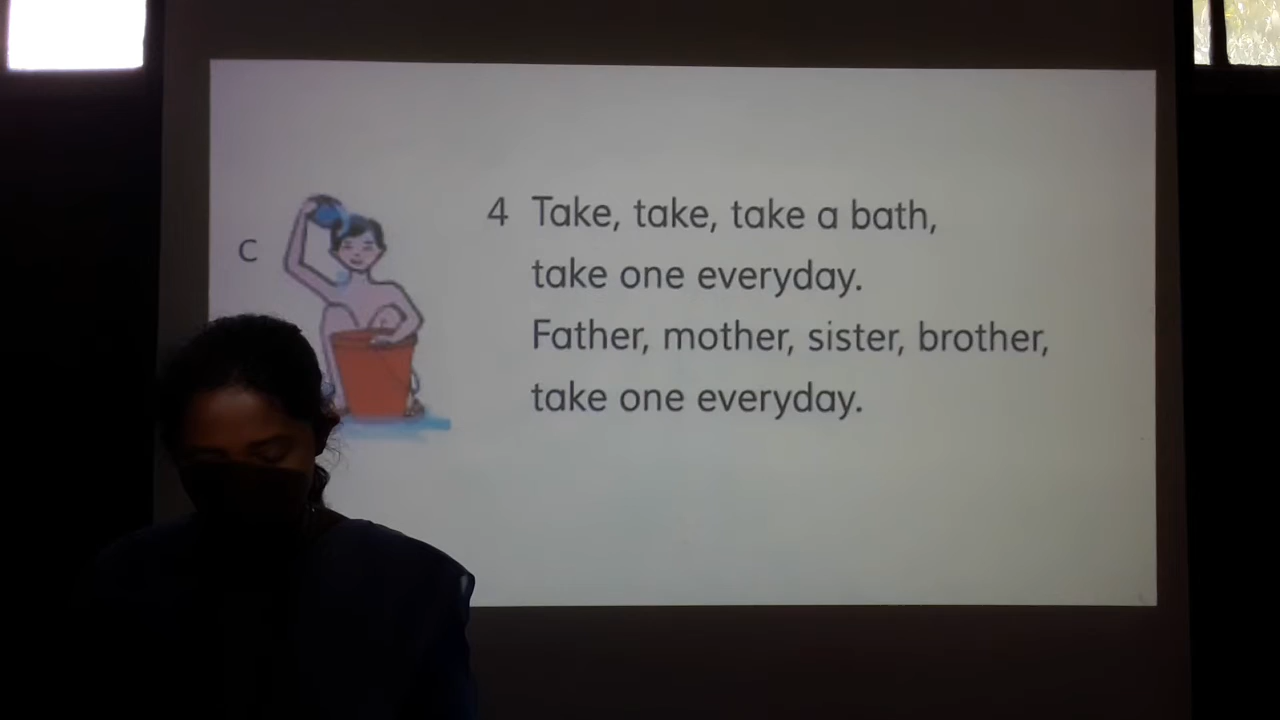 C
4 Take, take, take a bath,
take one everyday.
Father, mother, sister, brother,
take one everyday.